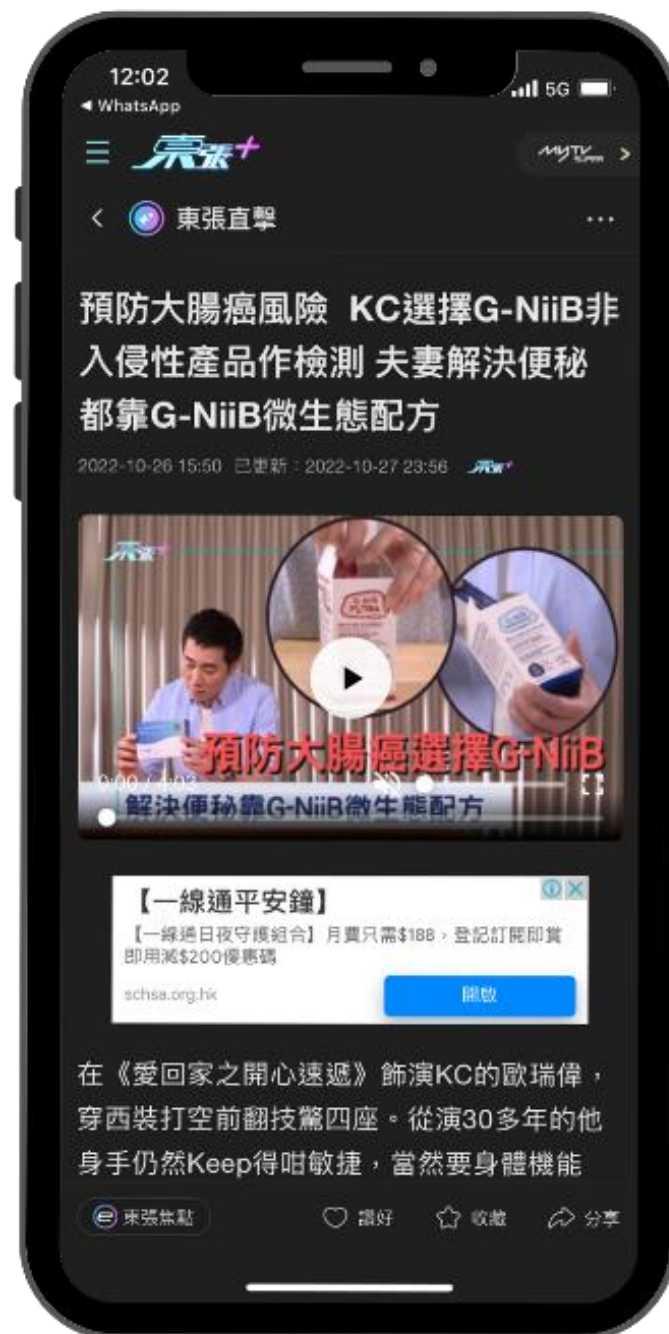 12:02
5G
◀ WhatsApp
東張+
myTV SUPER >
東張直擊
預防大腸癌風險 KC選擇G-NiiB非
入侵性產品作檢測 夫妻解決便秘
都靠G-NiiB微生態配方
2022-10-26 15:50 已更新:2022-10-27 23:56 東張+
東張+
預防大腸癌選擇G-NiiB
0:00 / 4:03
解決便秘靠G-NiiB微生態配方
【一線通平安鐘】
【一線通日夜守護組合】月費只需$188,登記訂閱即賞
即用減$200優惠碼
schsa.org.hk
開啟
在《愛回家之開心速遞》飾演KC的歐瑞偉,
穿西裝打空前翻技驚四座。從演30多年的他
身手仍然Keep得咁敏捷,當然要身體機能
東張焦點
讚好
收藏
分享